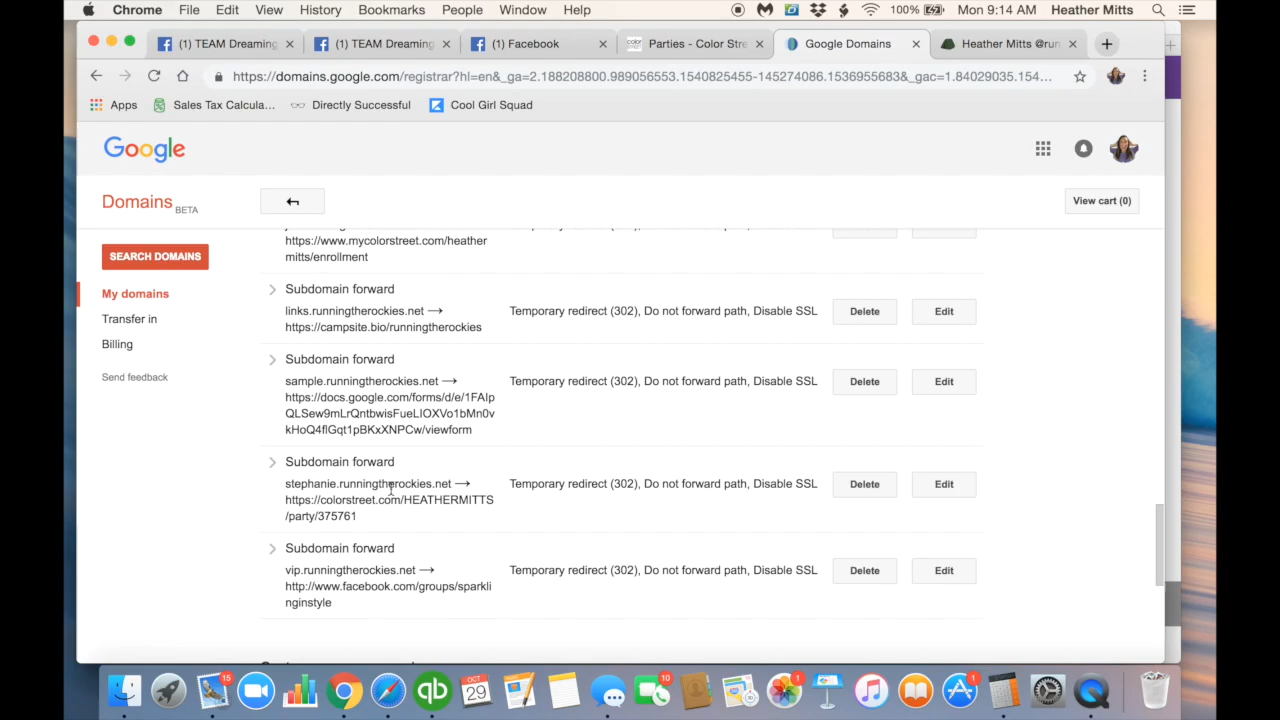 Chrome File Edit View History Bookmarks People Window Help 100% Mon 9:14 AM Heather Mitts
(1) TEAM Dreaming (1) TEAM Dreaming (1) Facebook Parties - Color Stre Google Domains Heather Mitts @run
https://domains.google.com/registrar?hl=en&_ga=2.188208800.989056553.1540825455-145274086.1536955683&_gac=1.84029035.154...
Apps Sales Tax Calcula... Directly Successful Cool Girl Squad
Google
Domains BETA
View cart (0)
SEARCH DOMAINS
My domains
Transfer in
Billing
Send feedback
https://www.mycolorstreet.com/heather
mitts/enrollment
Subdomain forward
links.runningtherockies.net → Temporary redirect (302), Do not forward path, Disable SSL Delete Edit
https://campsite.bio/runningtherockies
Subdomain forward
sample.runningtherockies.net → Temporary redirect (302), Do not forward path, Disable SSL Delete Edit
https://docs.google.com/forms/d/e/1FAIp
QLSew9mLrQntbwisFueLIOXVo1bMn0v
kHoQ4flGqt1pBKxXNPCw/viewform
Subdomain forward
stephanie.runningtherockies.net → Temporary redirect (302), Do not forward path, Disable SSL Delete Edit
https://colorstreet.com/HEATHERMITTS
/party/375761
Subdomain forward
vip.runningtherockies.net → Temporary redirect (302), Do not forward path, Disable SSL Delete Edit
http://www.facebook.com/groups/sparkli
nginstyle
15 OCT 29 10 1 1